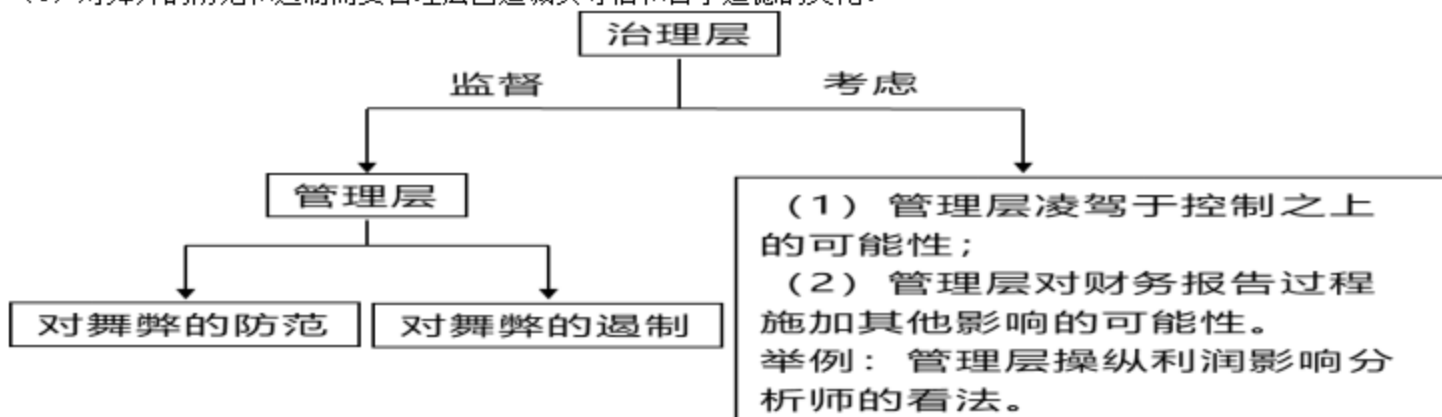 治理层
监督
考虑
管理层
（1） 管理层凌驾于控制之上
的可能性；
（2） 管理层对财务报告过程
施加其他影响的可能性。
举例： 管理层操纵利润影响分
析师的看法。
对舞弊的防范
对舞弊的遏制